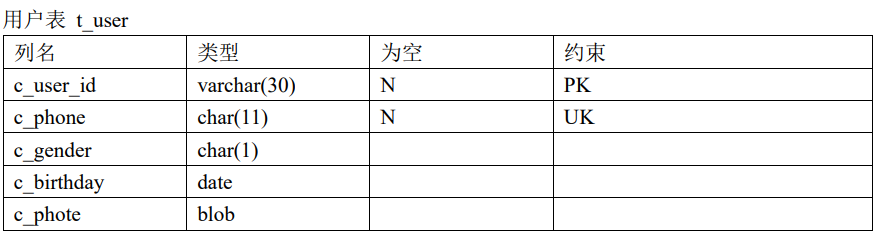 用户表 t_user
列名 类型 为空 约束
c_user_id varchar(30) N PK
c_phone char(11) N UK
c_gender char(1)
c_birthday date
c_phote blob